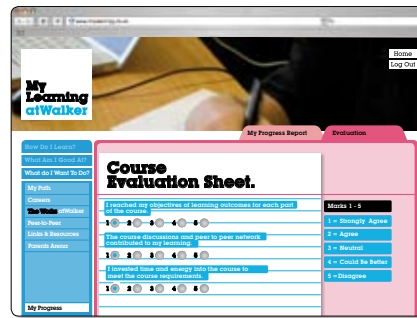 Home
Log Out
My
Learning
atWalker
My Progress Report
Evaluation
How Do I Learn?
What Am I Good At?
What do I Want To Do?
My Path
Careers
The Works atWalker
Peer-to-Peer
Links & Resources
Parents Arenas
My Progress
Course
Evaluation Sheet.
I reached my objectives of learning outcomes for each part
of the course.
1 2 3 4 5
The course discussions and peer to peer network
contributed to my learning.
1 2 3 4 5
I invested time and energy into the course to
meet the course requirements.
1 2 3 4 5
Marks 1 - 5
1 = Strongly Agree
2 = Agree
3 = Neutral
4 = Could Be Better
5 = Disagree